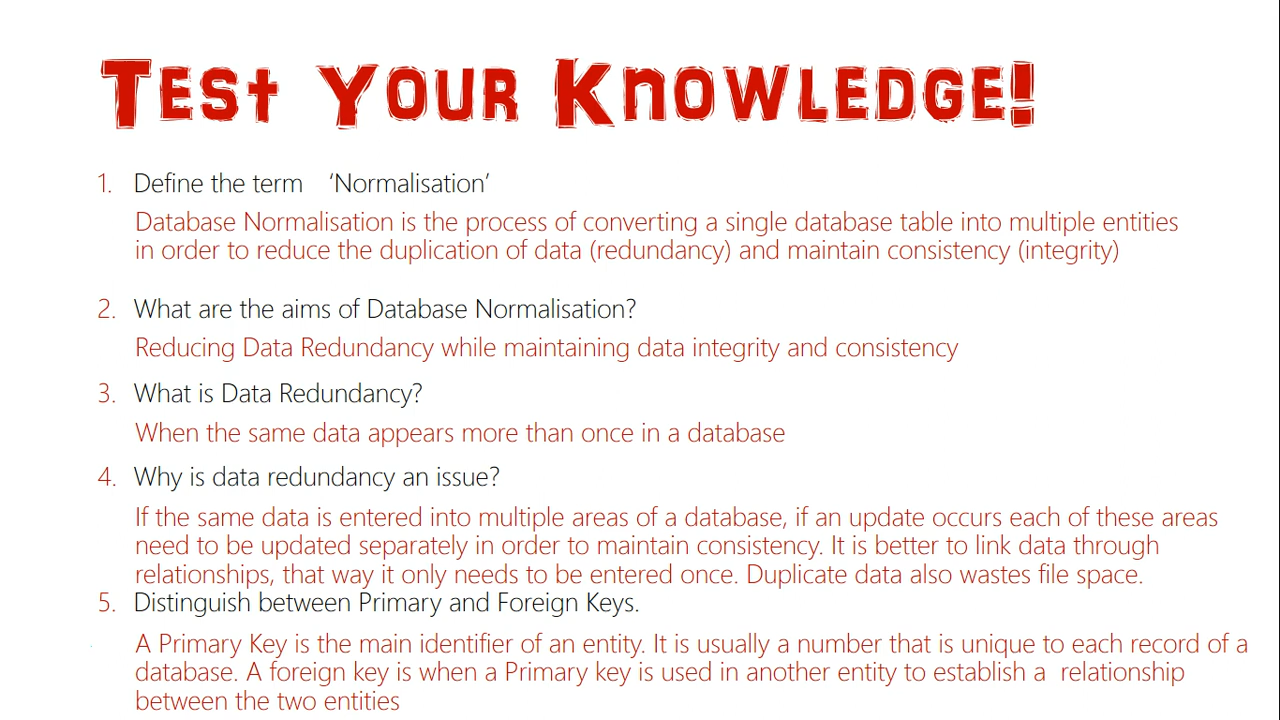 Test Your Knowledge!
1. Define the term ‘Normalisation’
Database Normalisation is the process of converting a single database table into multiple entities
in order to reduce the duplication of data (redundancy) and maintain consistency (integrity)
2. What are the aims of Database Normalisation?
Reducing Data Redundancy while maintaining data integrity and consistency
3. What is Data Redundancy?
When the same data appears more than once in a database
4. Why is data redundancy an issue?
If the same data is entered into multiple areas of a database, if an update occurs each of these areas
need to be updated separately in order to maintain consistency. It is better to link data through
relationships, that way it only needs to be entered once. Duplicate data also wastes file space.
5. Distinguish between Primary and Foreign Keys.
A Primary Key is the main identifier of an entity. It is usually a number that is unique to each record of a
database. A foreign key is when a Primary key is used in another entity to establish a relationship
between the two entities